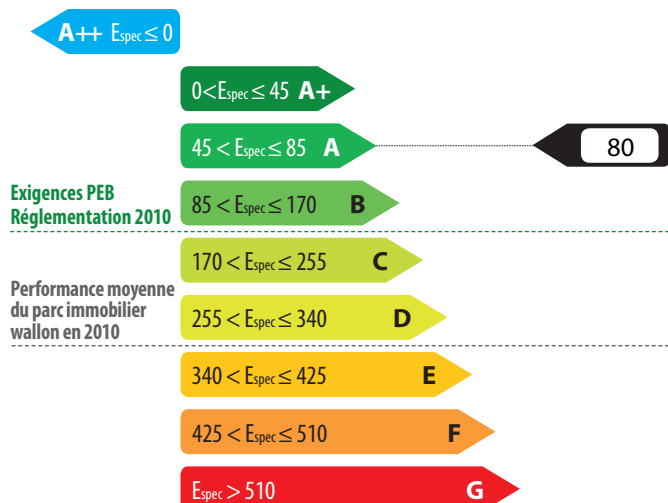 A++ Espec ≤ 0
0<Espec ≤ 45 A+
45 < Espec ≤ 85 A
80
Exigences PEB
Réglementation 2010
85 < Espec ≤ 170 B
170 < Espec ≤ 255 C
Performance moyenne
du parc immobilier
wallon en 2010
255 < Espec ≤ 340 D
340 < Espec ≤ 425 E
425 < Espec ≤ 510 F
Espec > 510 G